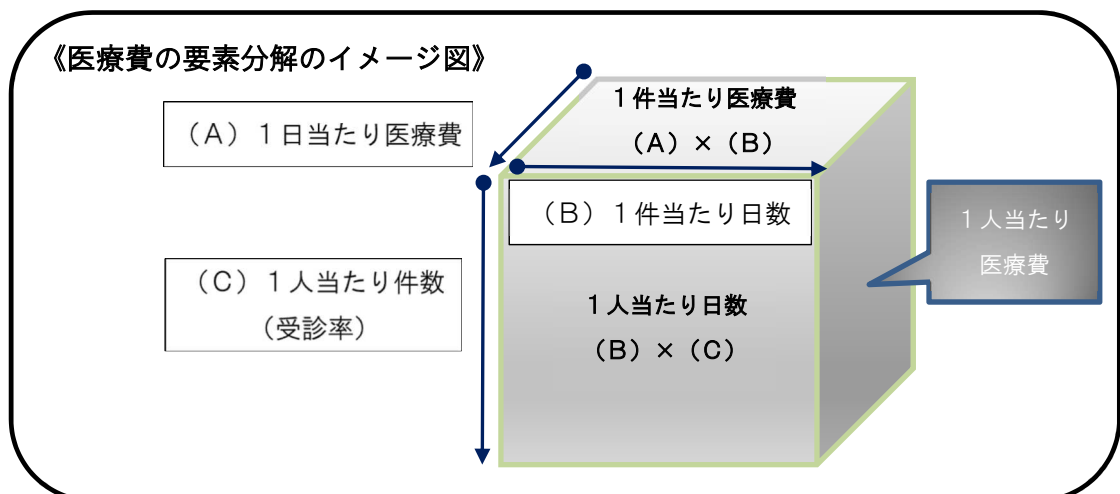 《医療費の要素分解のイメージ図》
１件当たり医療費
（Ａ）×（Ｂ）
（Ａ）１日当たり医療費
（Ｂ）１件当たり日数
１人当たり
医療費
（Ｃ）１人当たり件数
（受診率）
１人当たり日数
（Ｂ）×（Ｃ）